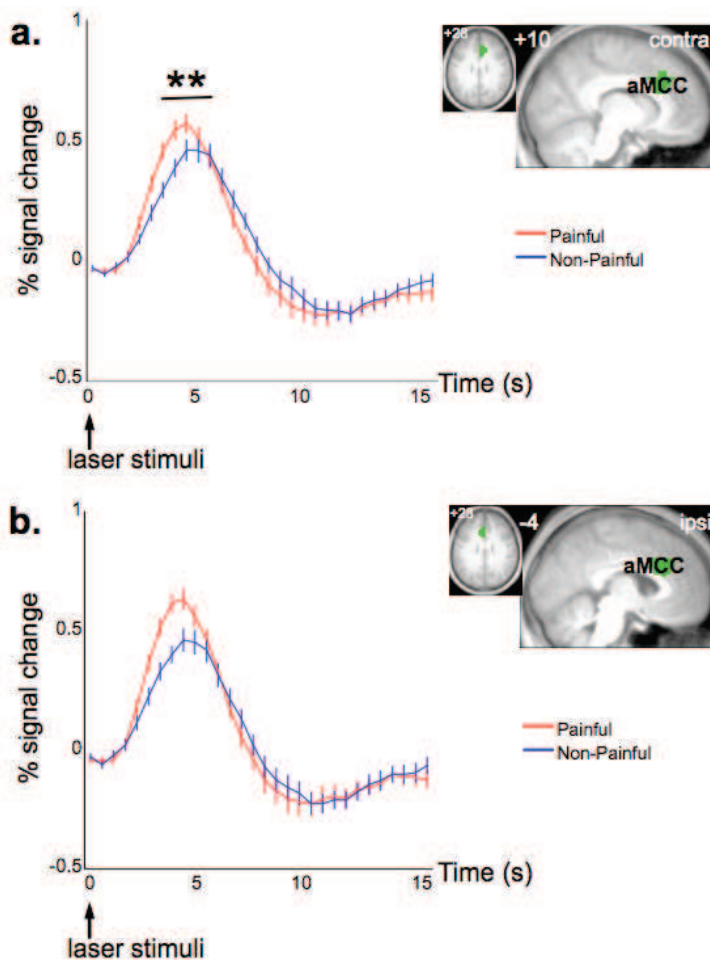 a.
1
0.5
0
-0.5
% signal change
**
+28
+10
contra
aMCC
Painful
Non-Painful
0
5
10
15
Time (s)
laser stimuli
b.
1
0.5
0
-0.5
% signal change
+28
-4
ipsi
aMCC
Painful
Non-Painful
0
5
10
15
Time (s)
laser stimuli